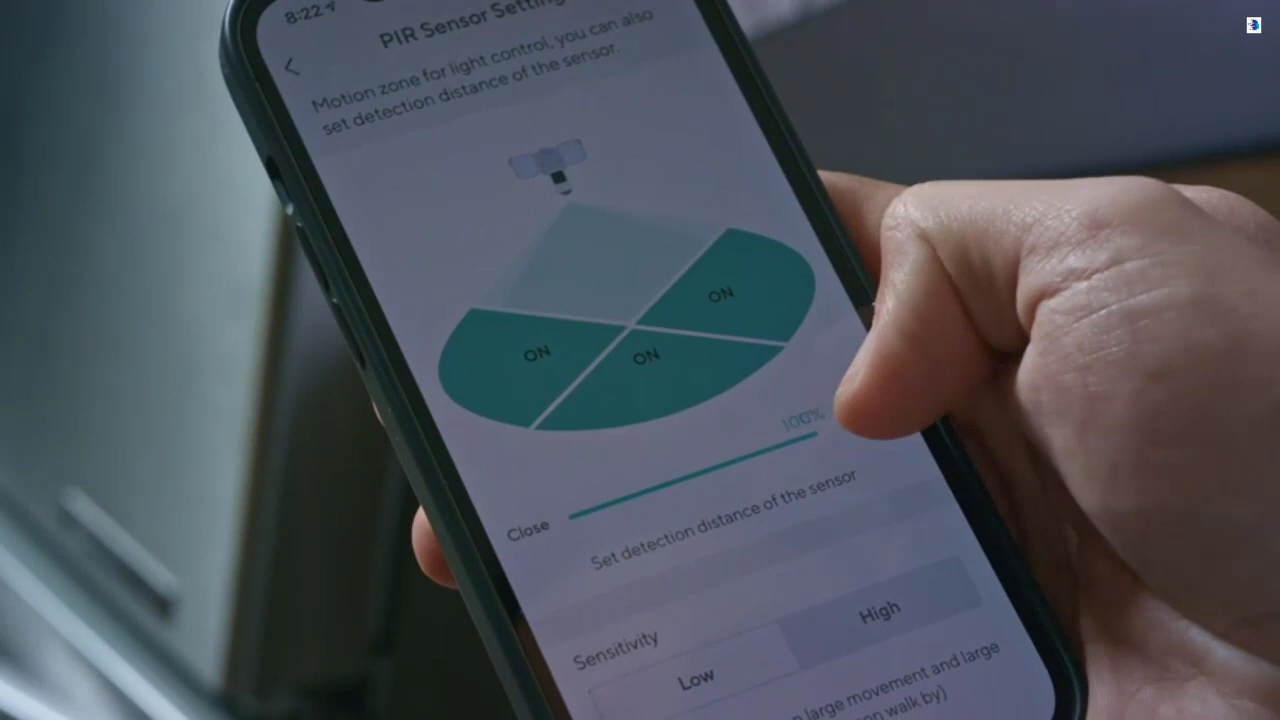 8:22
PIR Sensor Setting
Motion zone for light control, you can also
set detection distance of the sensor.
ON
ON
ON
100%
Close
Set detection distance of the sensor
Sensitivity
Low
High
large movement and large
walk by)